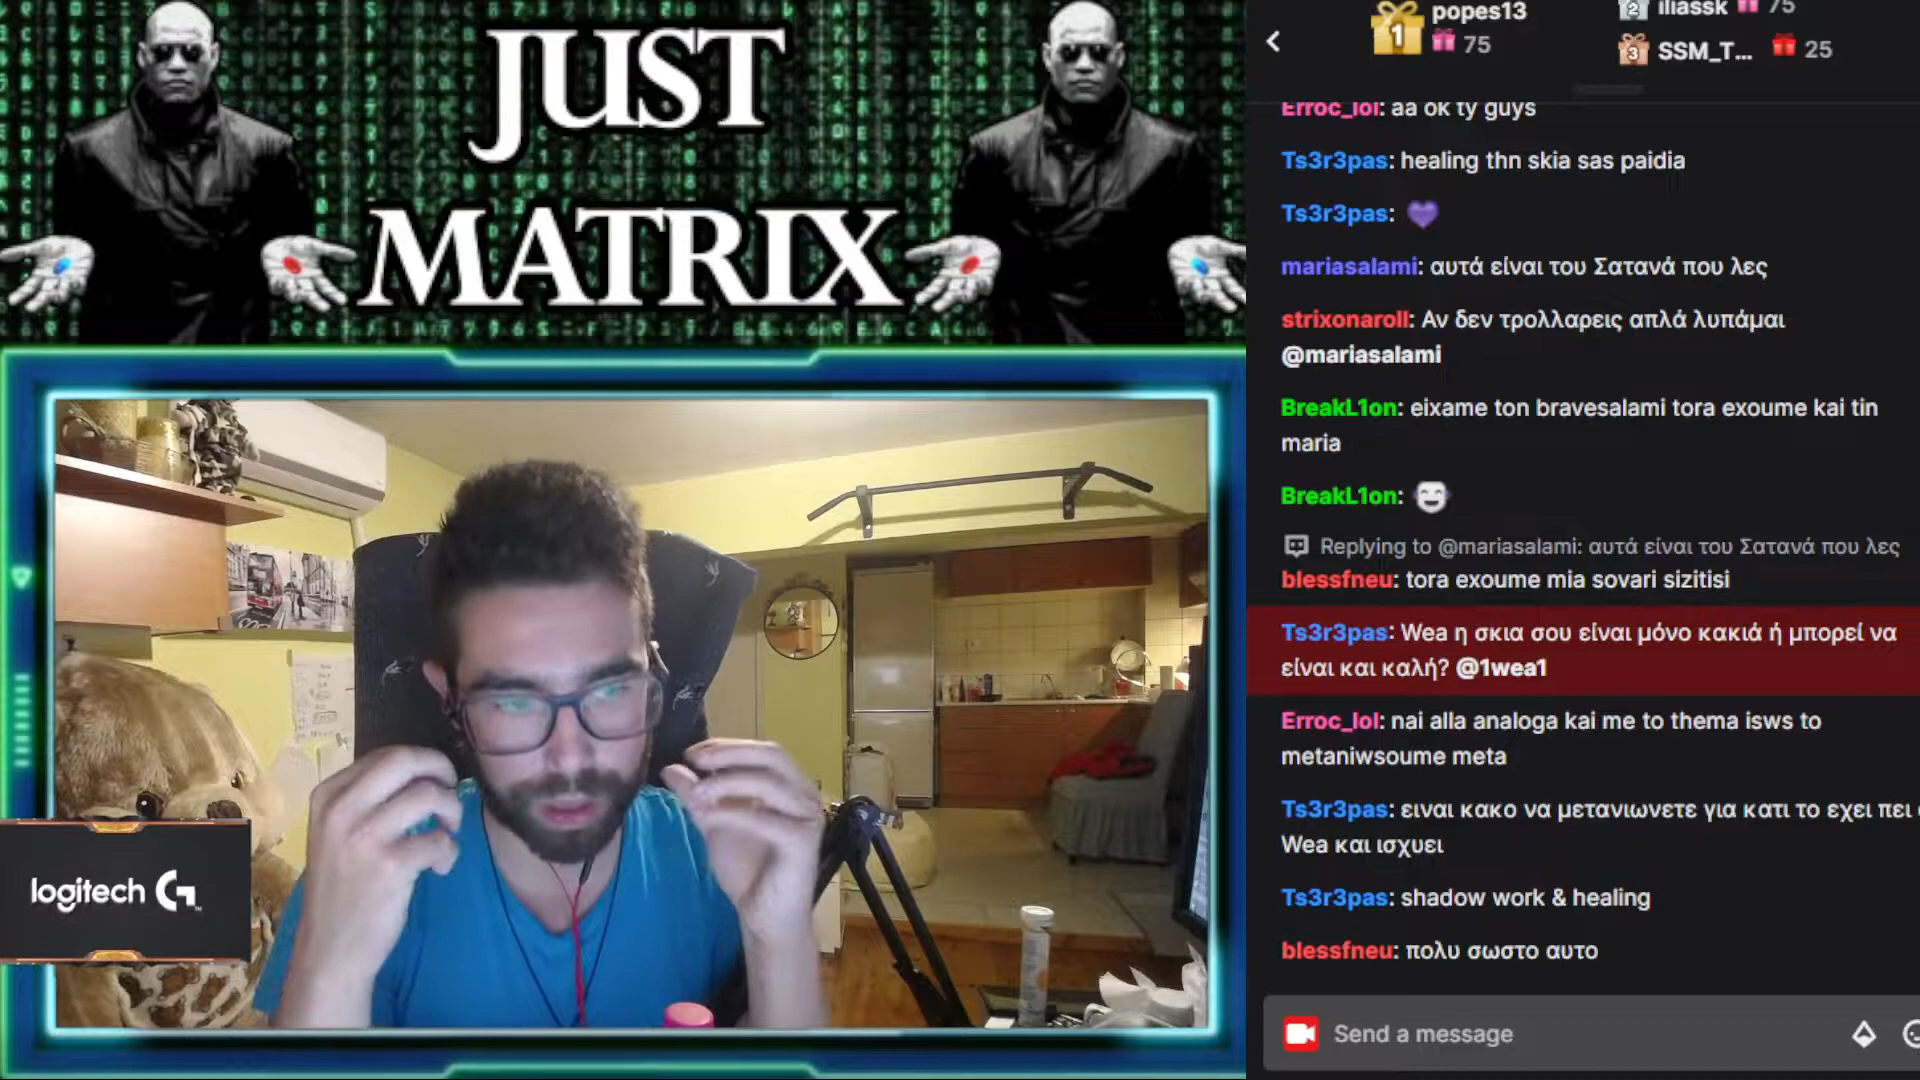 JUST
MATRIX
logitech G
1
popes13
75
2
iliassk
75
3
SSM_T...
25
Erroc_lol: aa ok ty guys
Ts3r3pas: healing thn skia sas paidia
Ts3r3pas:
mariasalami: αυτά είναι του Σατανά που λες
strixonaroll: Αν δεν τρολλαρεις απλά λυπάμαι
@mariasalami
BreakL1on: eixame ton bravesalami tora exoume kai tin
maria
BreakL1on:
Replying to @mariasalami: αυτά είναι του Σατανά που λες
blessfneu: tora exoume mia sovari sizitisi
Ts3r3pas: Wea η σκια σου είναι μόνο κακιά ή μπορεί να
είναι και καλή? @1wea1
Erroc_lol: nai alla analoga kai me to thema isws to
metaniwsoume meta
Ts3r3pas: ειναι κακο να μετανιωνετε για κατι το εχει πει
Wea και ισχυει
Ts3r3pas: shadow work & healing
blessfneu: πολυ σωστο αυτο
Send a message